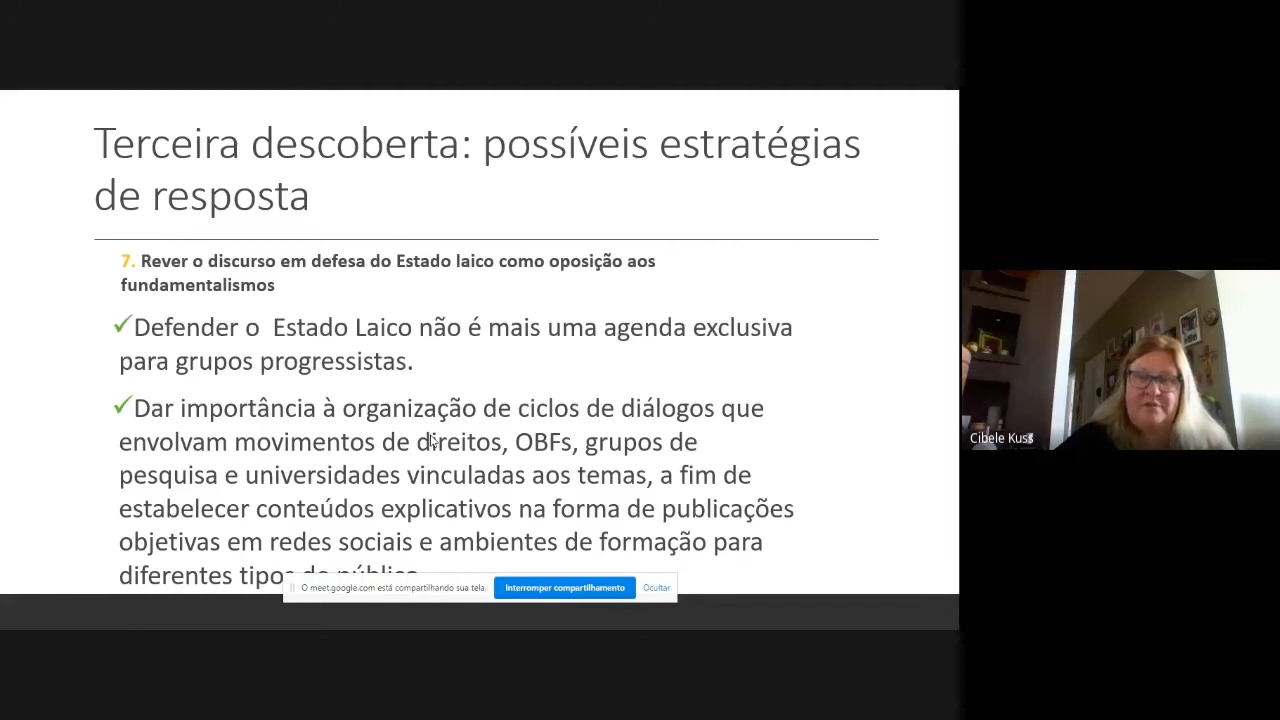 Terceira descoberta: possíveis estratégias
de resposta
7. Rever o discurso em defesa do Estado laico como oposição aos
fundamentalismos
Defender o Estado Laico não é mais uma agenda exclusiva
para grupos progressistas.
Dar importância à organização de ciclos de diálogos que
envolvam movimentos de direitos, OBFs, grupos de
pesquisa e universidades vinculadas aos temas, a fim de
estabelecer conteúdos explicativos na forma de publicações
objetivas em redes sociais e ambientes de formação para
diferentes tipos de público.
O meet.google.com está compartilhando sua tela.
Interromper compartilhamento
Ocultar
Cibele Kuss